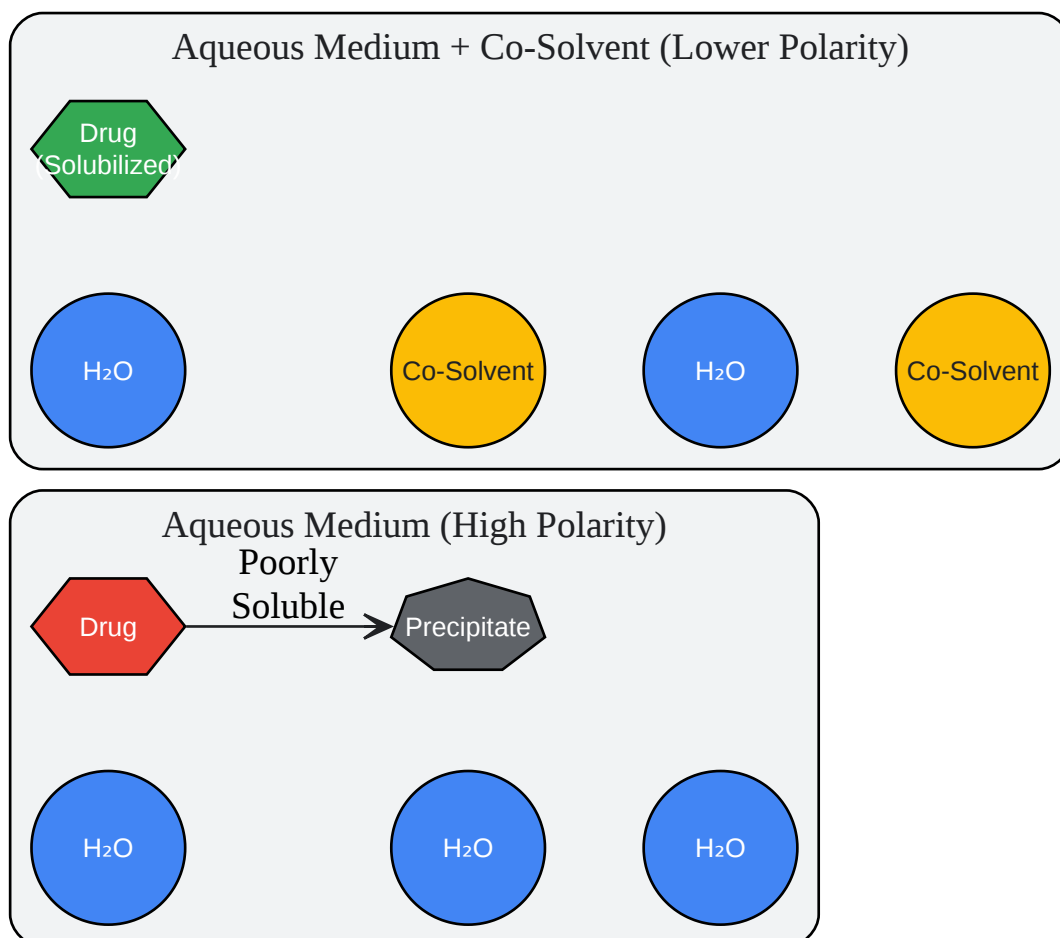 Aqueous Medium + Co-Solvent (Lower Polarity)
Drug
(Solubilized)
H₂O
Co-Solvent
H₂O
Co-Solvent
Aqueous Medium (High Polarity)
Poorly
Soluble
Drug
Precipitate
H₂O
H₂O
H₂O